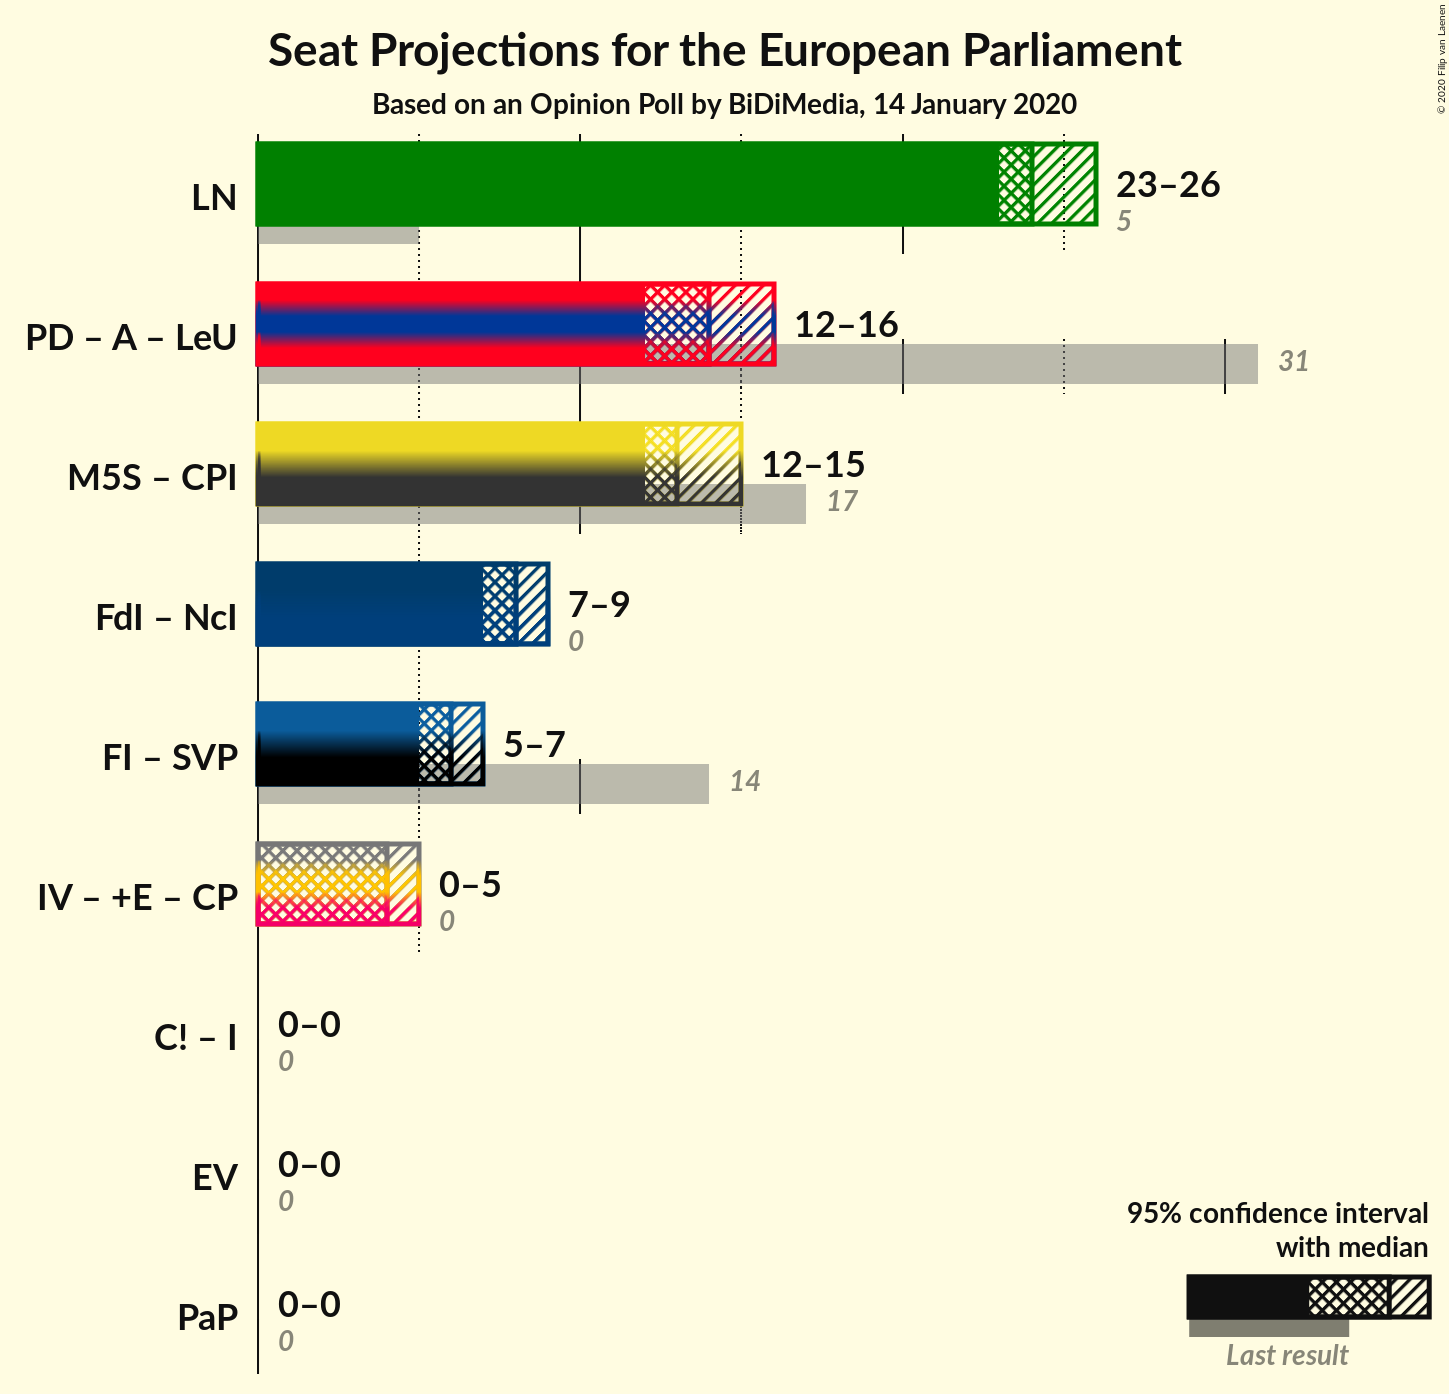 Seat Projections for the European Parliament
Based on an Opinion Poll by BiDiMedia, 14 January 2020
© 2020 Filip van Laenen
LN
23–26
5
PD – A – LeU
12–16
31
M5S – CPI
12–15
17
FdI – NcI
7–9
0
FI – SVP
5–7
14
IV – +E – CP
0–5
0
C! – I
0–0
0
EV
0–0
0
PaP
0–0
0
95% confidence interval
with median
Last result